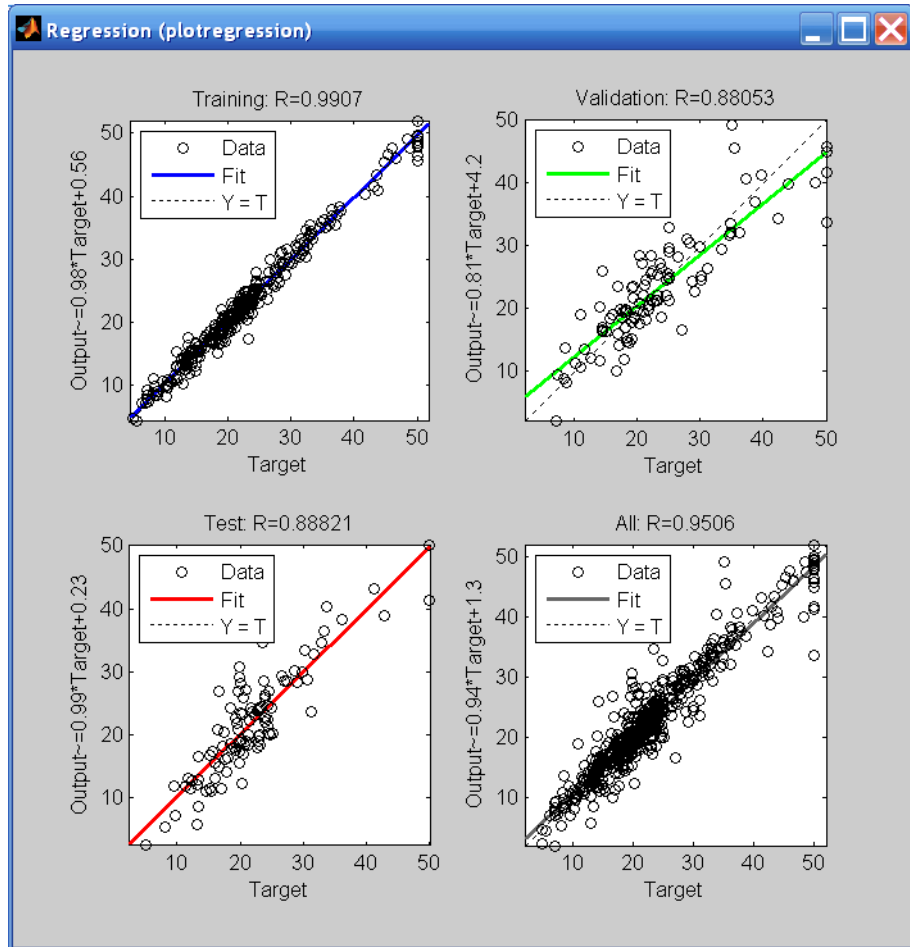 Regression (plotregression)
Training: R=0.9907
Output~=0.98*Target+0.56
50
40
30
20
10
Data
Fit
Y = T
10 20 30 40 50
Target
Validation: R=0.88053
Output~=0.81*Target+4.2
50
40
30
20
10
Data
Fit
Y = T
10 20 30 40 50
Target
Test: R=0.88821
Output~=0.99*Target+0.23
50
40
30
20
10
Data
Fit
Y = T
10 20 30 40 50
Target
All: R=0.9506
Output~=0.94*Target+1.3
50
40
30
20
10
Data
Fit
Y = T
10 20 30 40 50
Target